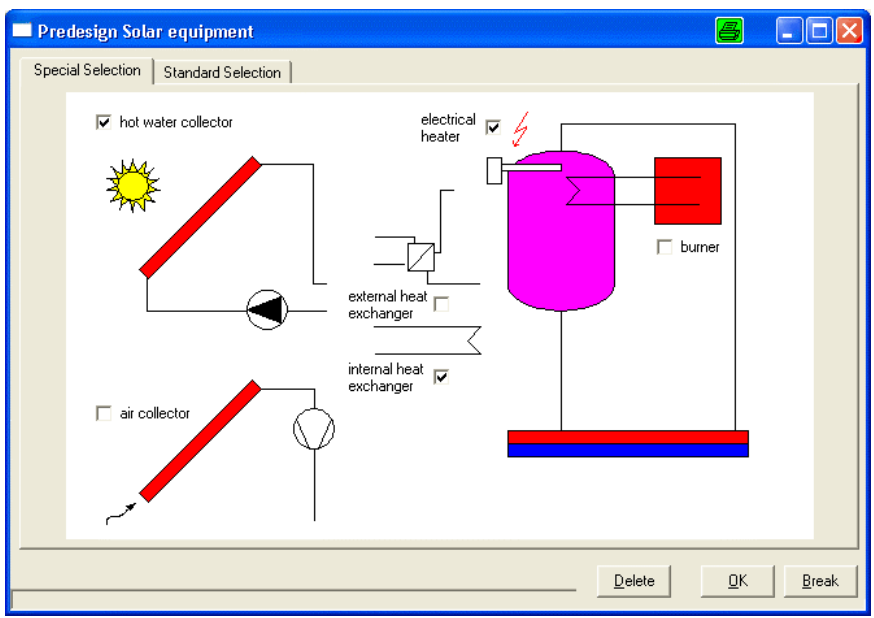 Predesign Solar equipment
Special Selection
Standard Selection
hot water collector
electrical
heater
burner
external heat
exchanger
internal heat
exchanger
air collector
Delete
OK
Break